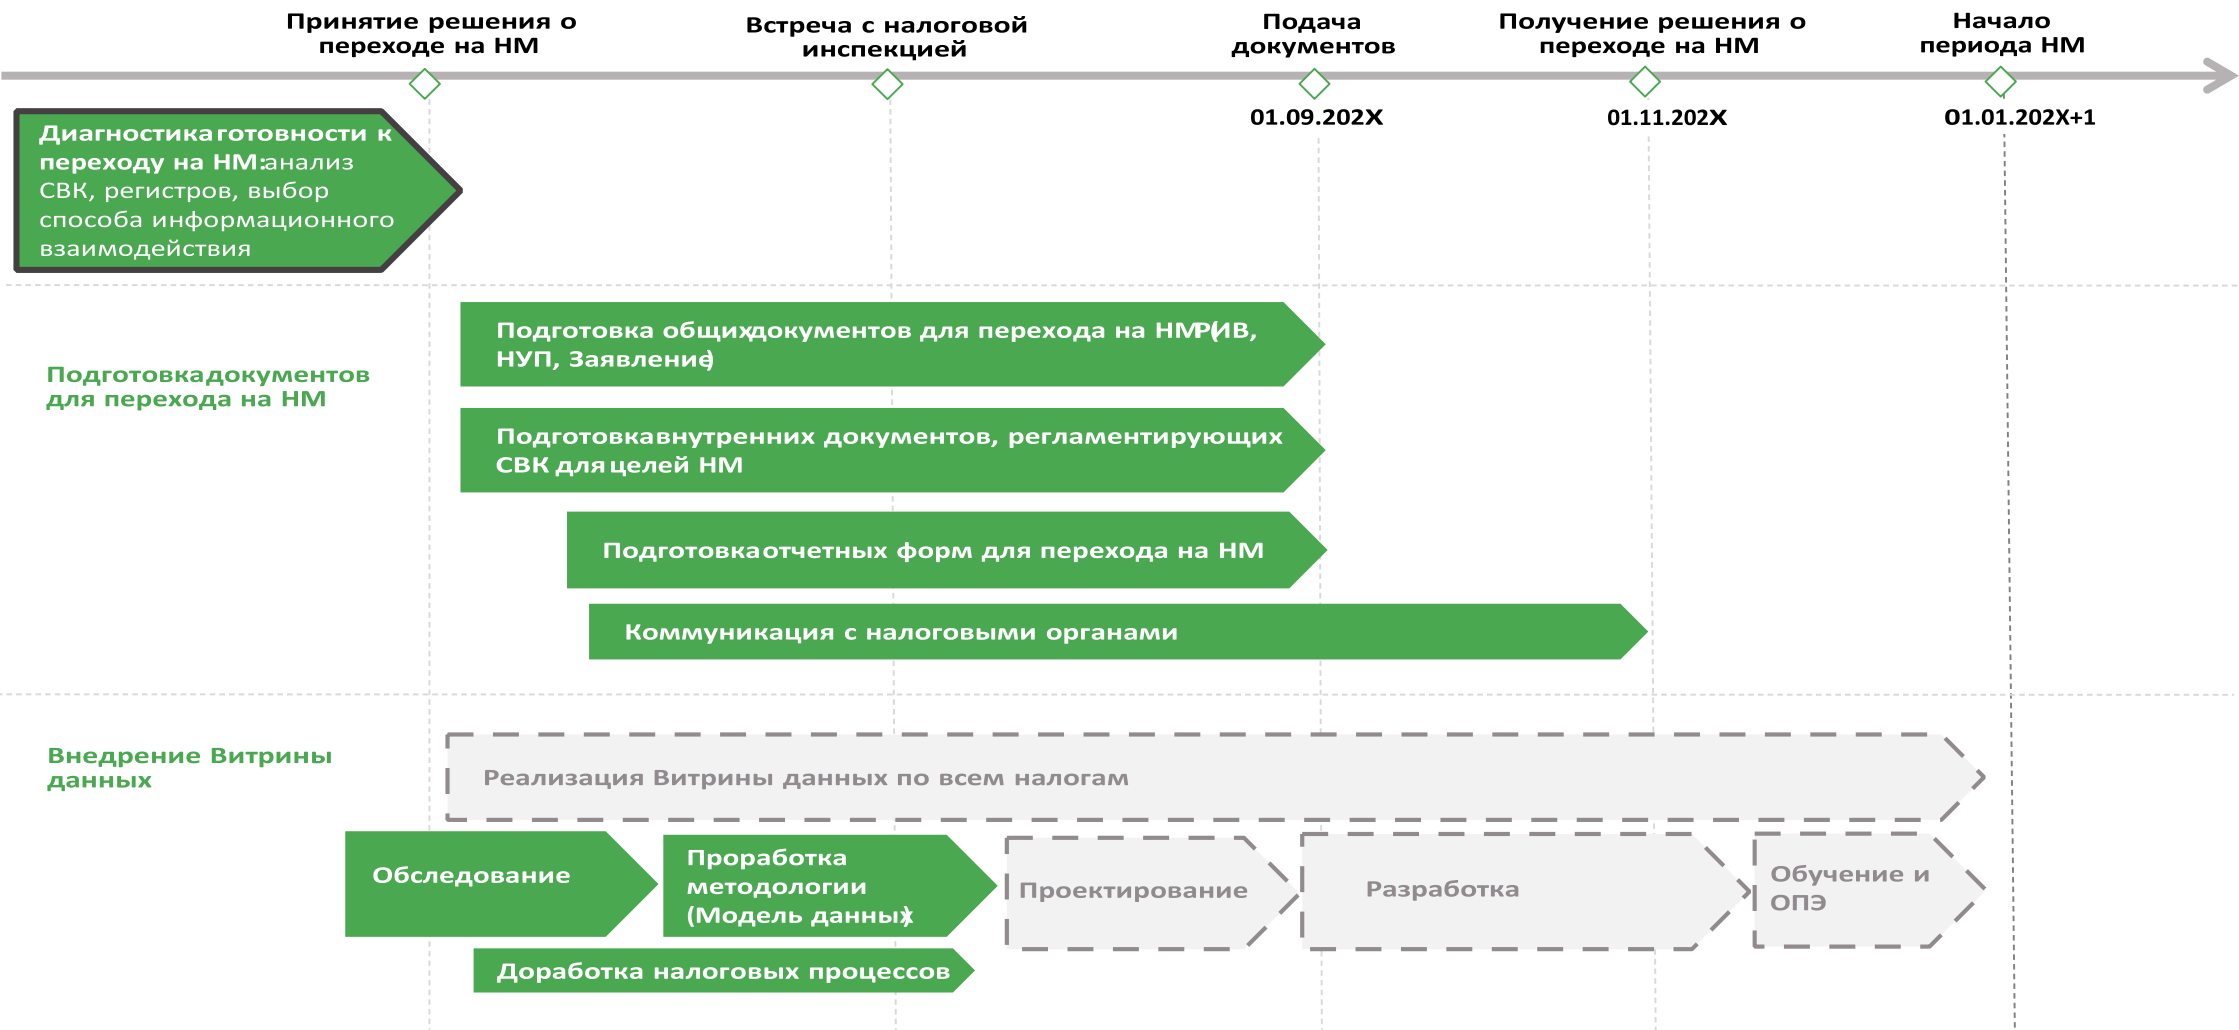 Принятие решения о
переходе на НМ
Встреча с налоговой
инспекцией
Подача
документов
Получение решения о
переходе на НМ
Начало
периода НМ
01.09.202X
01.11.202X
01.01.202X+1
Диагностика готовности к
переходу на НМ: анализ
СВК, регистров, выбор
способа информационного
взаимодействия
Подготовка документов
для перехода на НМ
Подготовка общих документов для перехода на НМ (РИВ,
НУП, Заявление)
Подготовка внутренних документов, регламентирующих
СВК для целей НМ
Подготовка отчетных форм для перехода на НМ
Коммуникация с налоговыми органами
Внедрение Витрины
данных
Реализация Витрины данных по всем налогам
Обследование
Проработка
методологии
(Модель данных)
Проектирование
Разработка
Обучение и
ОПЭ
Доработка налоговых процессов